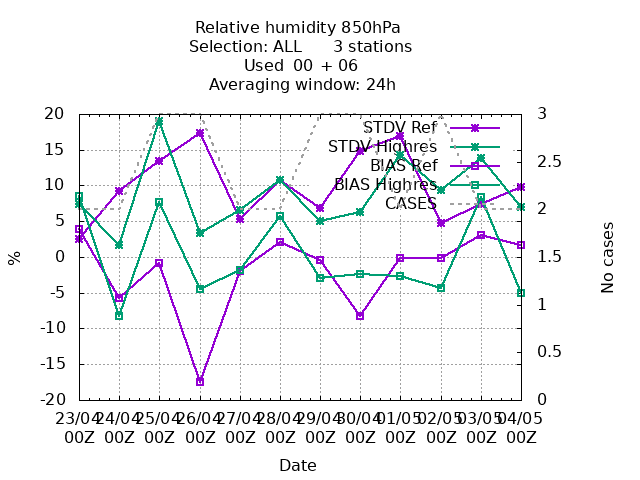 Relative humidity 850hPa
Selection: ALL 3 stations
Used 00 + 06
Averaging window: 24h
20 3
STDV Ref
15
STDV Highres
2.5
BIAS Ref
10
BIAS Highres
CASES
2
5
%
0 1.5
No cases
-5
1
-10
0.5
-15
-20 0
23/04 24/04 25/04 26/04 27/04 28/04 29/04 30/04 01/05 02/05 03/05 04/05
00Z 00Z 00Z 00Z 00Z 00Z 00Z 00Z 00Z 00Z 00Z 00Z
Date